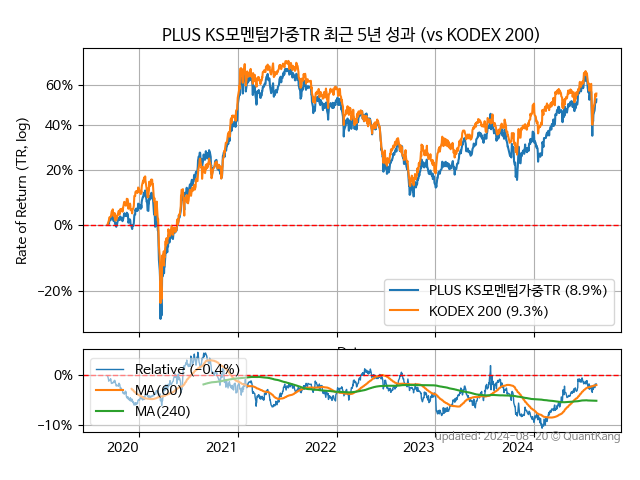 PLUS KS모멘텀가중TR 최근 5년 성과 (vs KODEX 200)
Rate of Return (TR, log)
60%
40%
20%
0%
−20%
PLUS KS모멘텀가중TR (8.9%)
KODEX 200 (9.3%)
0%
−10%
Relative (−0.4%)
MA(60)
MA(240)
2020 2021 2022 2023 2024
updated: 2024-08-20 © QuantKang